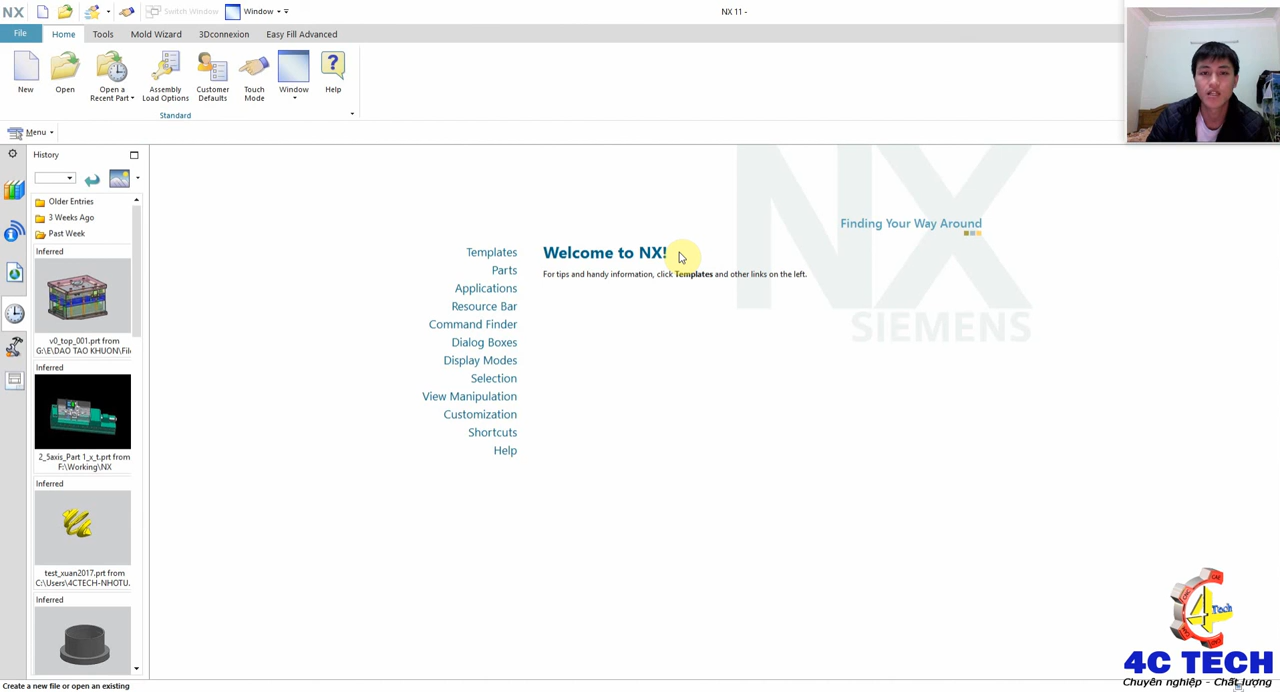 NX
Switch Window
Window
NX 11 -
File
Home
Tools
Mold Wizard
3Dconnexion
Easy Fill Advanced
New
Open
Open a
Recent Part
Assembly
Load Options
Customer
Defaults
Touch
Mode
Window
Help
Standard
Menu
History
Older Entries
3 Weeks Ago
Past Week
Inferred
v0_top_001.prt from
G:\E\DAO TAO KHUON\File
Inferred
2_5axis_Part 1_x_t.prt from
F:\Working\NX
Inferred
test_xuan2017.prt from
C:\Users\4CTECH-NHOTU.
Inferred
NX
SIEMENS
Finding Your Way Around
Templates
Parts
Applications
Resource Bar
Command Finder
Dialog Boxes
Display Modes
Selection
View Manipulation
Customization
Shortcuts
Help
Welcome to NX!
For tips and handy information, click Templates and other links on the left.
4
Tech
4C TECH
Chuyên nghiệp - Chất lượng
Create a new file or open an existing